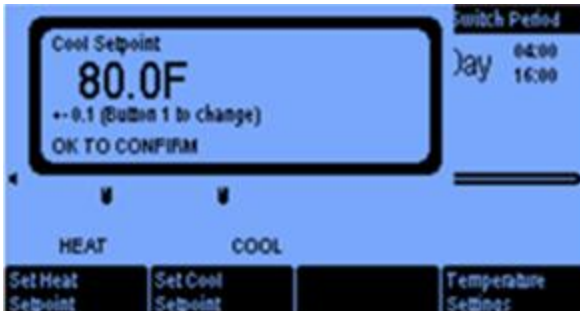 Switch Period
Cool Setpoint
80.0F
+-0.1 (Button 1 to change)
OK TO CONFIRM
Day 04:00
16:00
HEAT COOL
Set Heat Setpoint
Set Cool Setpoint
Temperature Settings